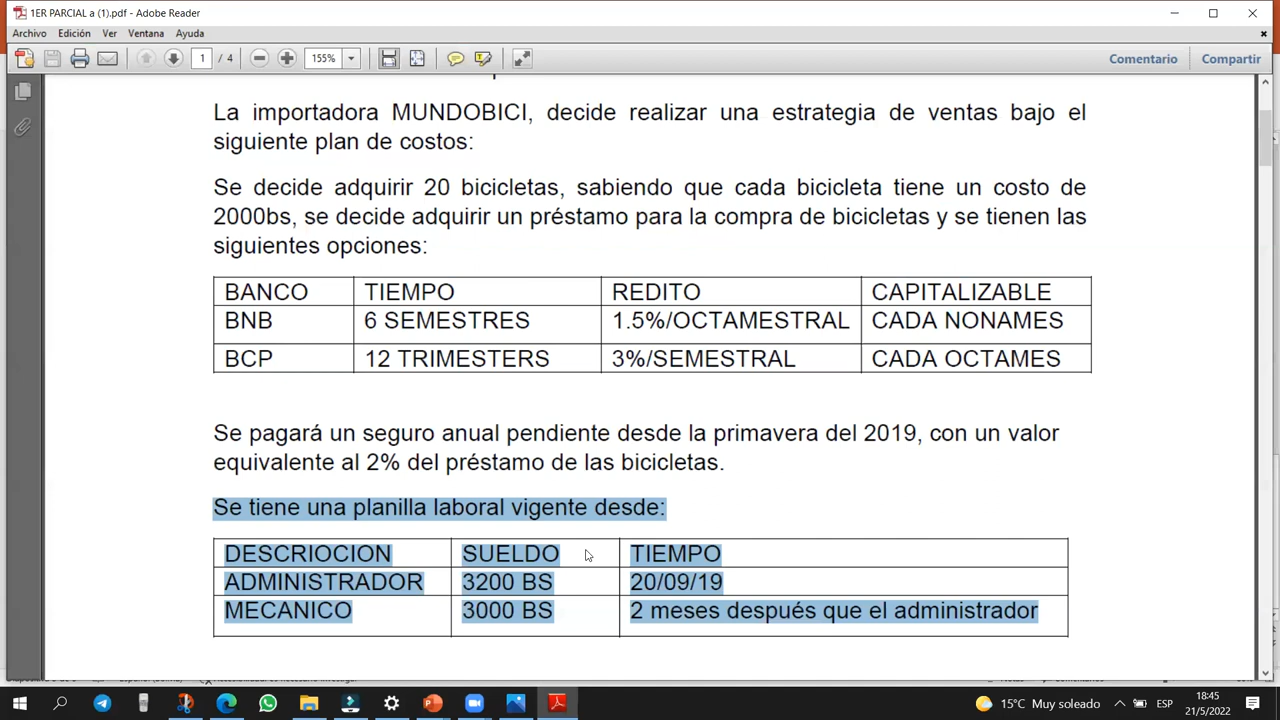 1ER PARCIAL a (1).pdf - Adobe Reader
Archivo Edición Ver Ventana Ayuda
1 / 4 155% Comentario Compartir
La importadora MUNDOBICI, decide realizar una estrategia de ventas bajo el
siguiente plan de costos:
Se decide adquirir 20 bicicletas, sabiendo que cada bicicleta tiene un costo de
2000bs, se decide adquirir un préstamo para la compra de bicicletas y se tienen las
siguientes opciones:
BANCO TIEMPO REDITO CAPITALIZABLE
BNB 6 SEMESTRES 1.5%/OCTAMESTRAL CADA NONAMES
BCP 12 TRIMESTERS 3%/SEMESTRAL CADA OCTAMES
Se pagará un seguro anual pendiente desde la primavera del 2019, con un valor
equivalente al 2% del préstamo de las bicicletas.
Se tiene una planilla laboral vigente desde:
DESCRIOCION SUELDO TIEMPO
ADMINISTRADOR 3200 BS 20/09/19
MECANICO 3000 BS 2 meses después que el administrador
15°C Muy soleado ESP 18:45
21/5/2022